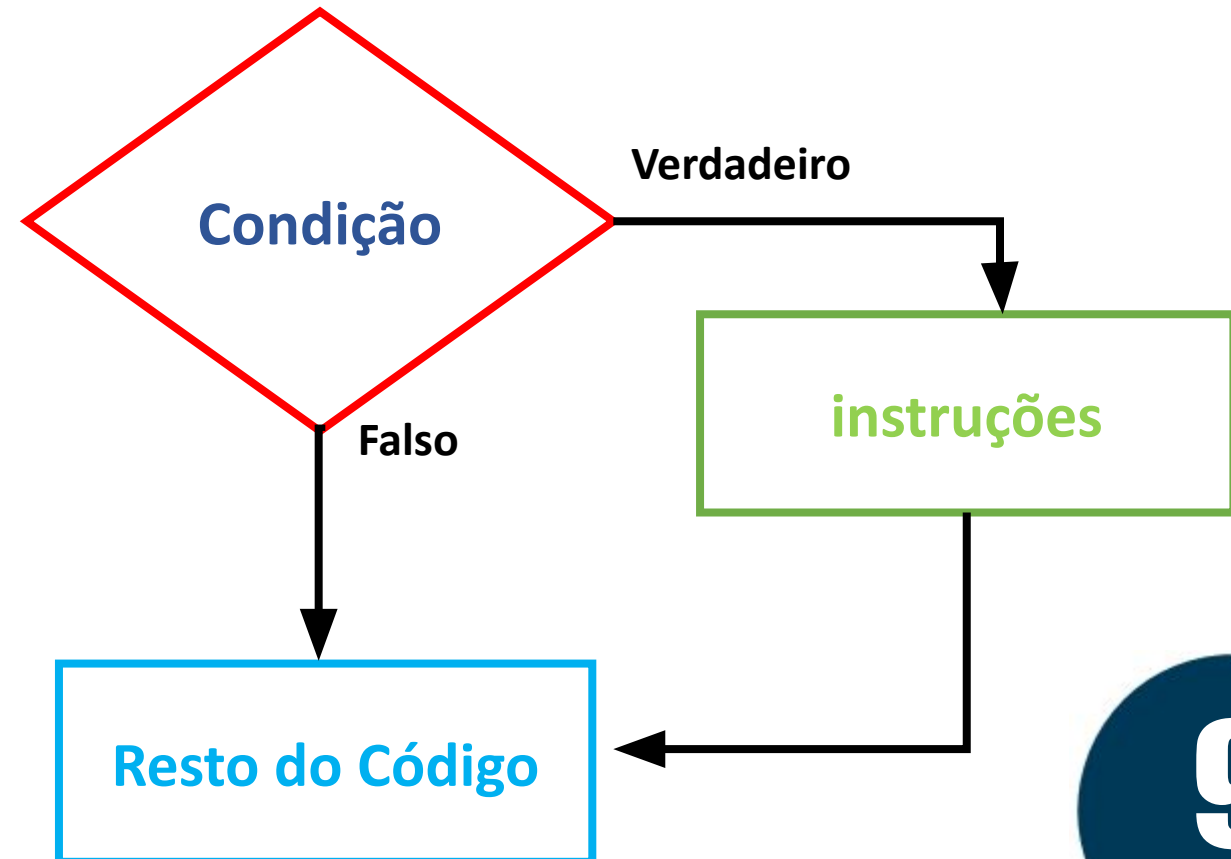 Verdadeiro
Condição
instruções
Falso
Resto do Código